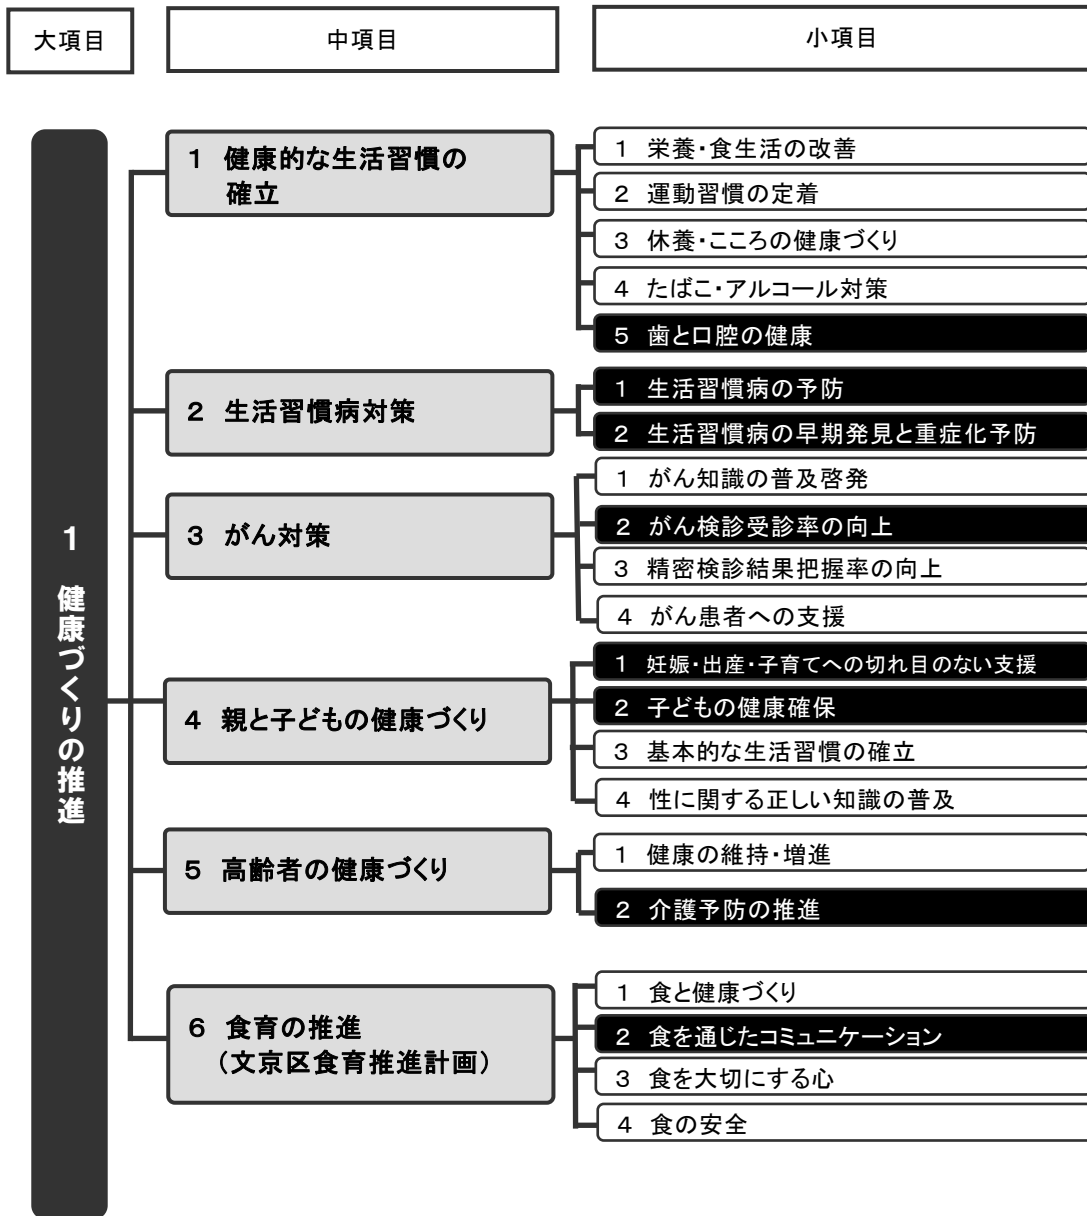 大項目
中項目
小項目
1 健康づくりの推進
1 健康的な生活習慣の
確立
1 栄養・食生活の改善
2 運動習慣の定着
3 休養・こころの健康づくり
4 たばこ・アルコール対策
5 歯と口腔の健康
2 生活習慣病対策
1 生活習慣病の予防
2 生活習慣病の早期発見と重症化予防
3 がん対策
1 がん知識の普及啓発
2 がん検診受診率の向上
3 精密検診結果把握率の向上
4 がん患者への支援
4 親と子どもの健康づくり
1 妊娠・出産・子育てへの切れ目のない支援
2 子どもの健康確保
3 基本的な生活習慣の確立
4 性に関する正しい知識の普及
5 高齢者の健康づくり
1 健康の維持・増進
2 介護予防の推進
6 食育の推進
（文京区食育推進計画）
1 食と健康づくり
2 食を通じたコミュニケーション
3 食を大切にする心
4 食の安全